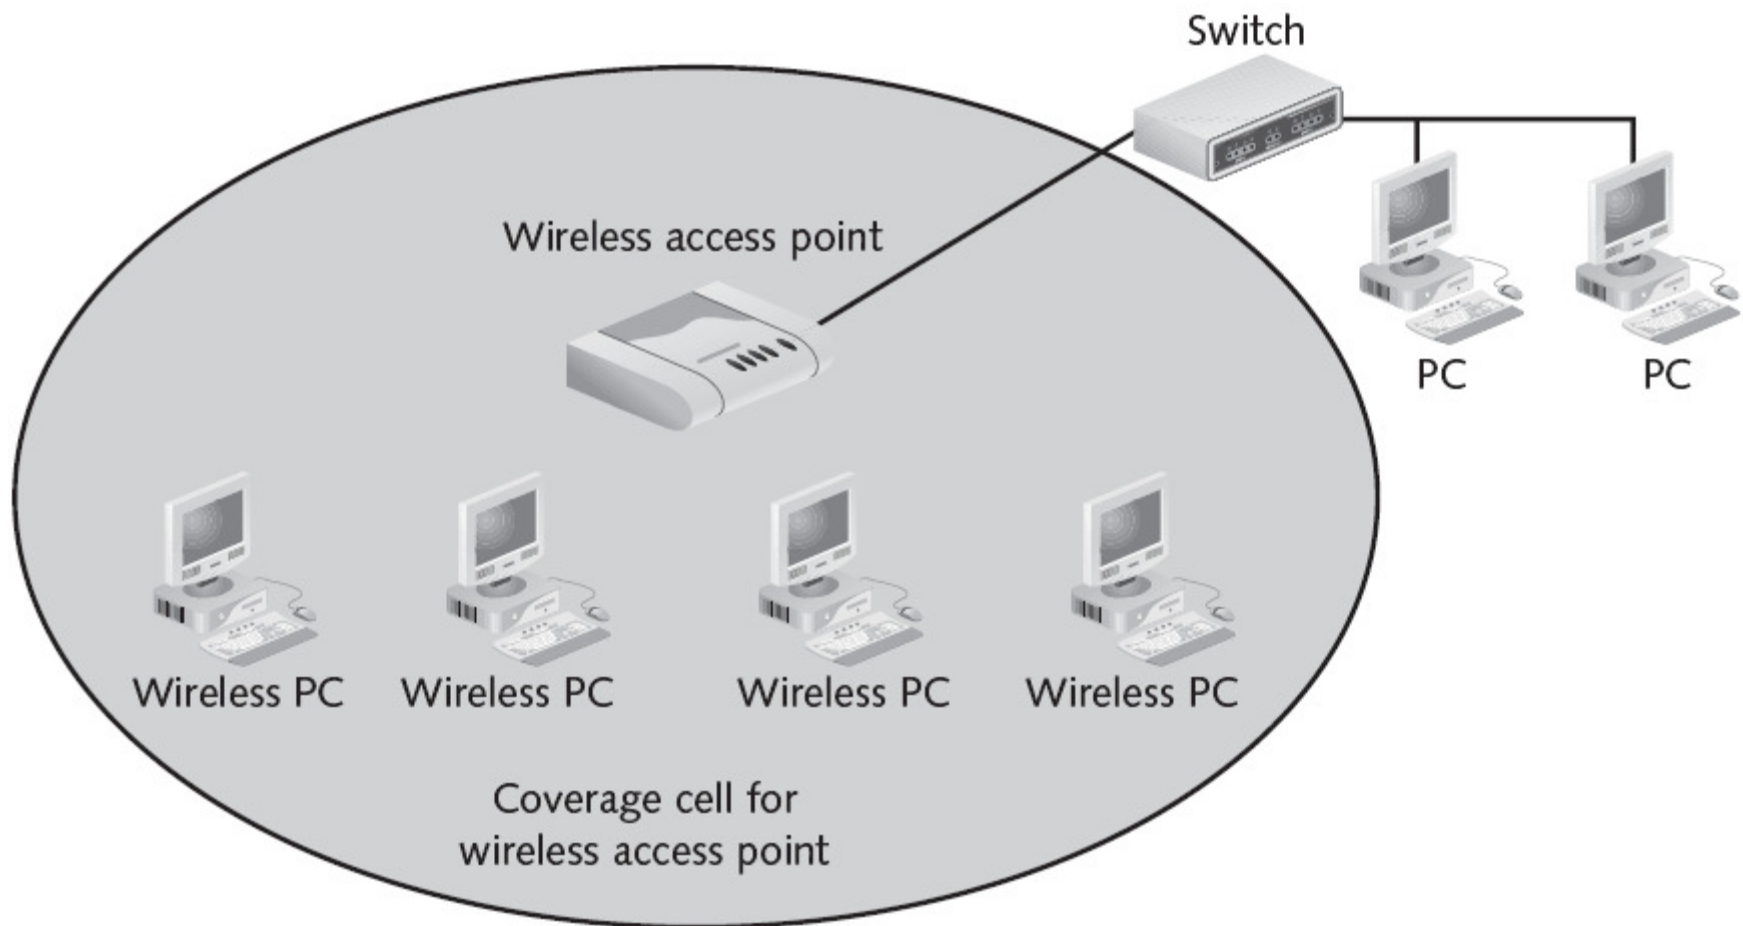 Switch
Wireless access point
PC
PC
Wireless PC
Wireless PC
Wireless PC
Wireless PC
Coverage cell for
wireless access point